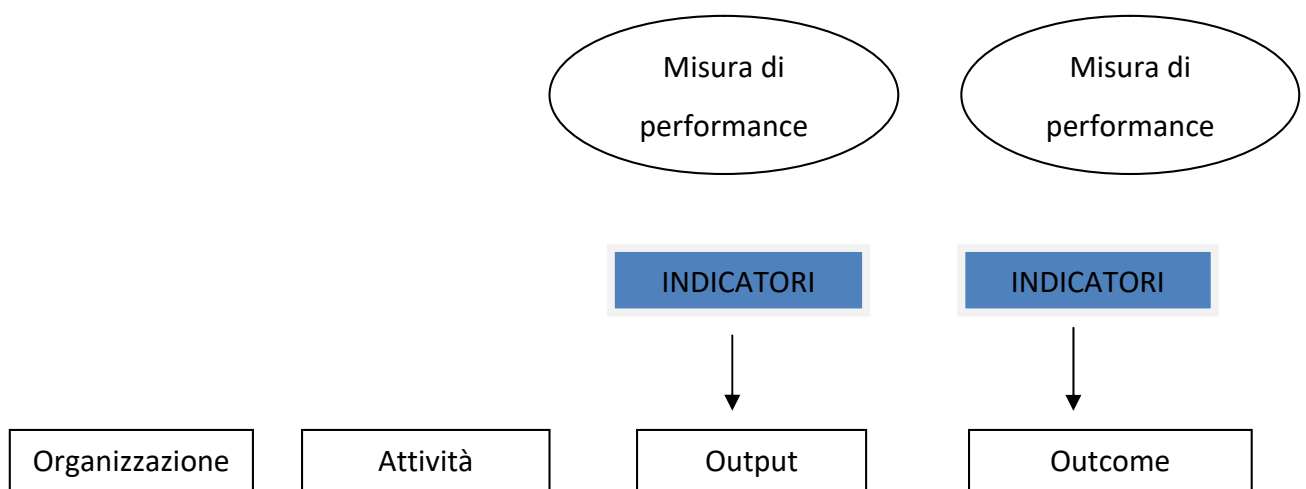 Misura di
performance
Misura di
performance
INDICATORI
INDICATORI
Organizzazione
Attività
Output
Outcome